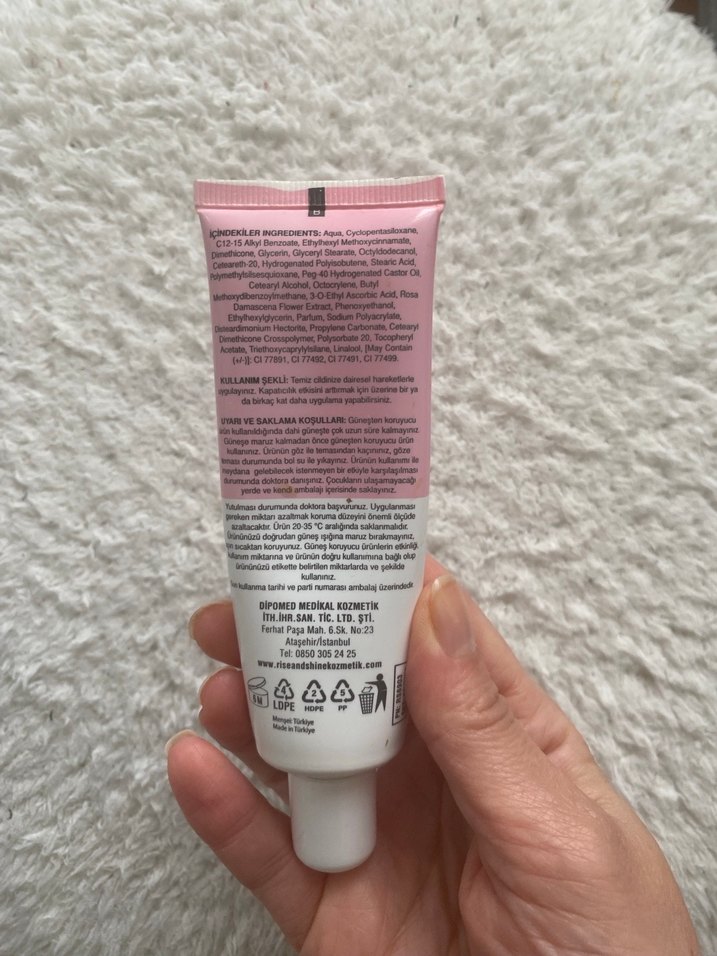 İÇİNDEKİLER INGREDIENTS: Aqua, Cyclopentasiloxane,
C12-15 Alkyl Benzoate, Ethylhexyl Methoxycinnamate,
Dimethicone, Glycerin, Glyceryl Stearate, Octyldodecanol,
Ceteareth-20, Hydrogenated Polyisobutene, Stearic Acid,
Polymethylsilsesquioxane, Peg-40 Hydrogenated Castor Oil,
Cetearyl Alcohol, Octocrylene, Butyl
Methoxydibenzoylmethane, 3-O-Ethyl Ascorbic Acid, Rosa
Damascena Flower Extract, Phenoxyethanol,
Ethylhexylglycerin, Parfum, Sodium Polyacrylate,
Disteardimonium Hectorite, Propylene Carbonate, Cetearyl
Dimethicone Crosspolymer, Polysorbate 20, Tocopheryl
Acetate, Triethoxycaprylylsilane, Linalool, [May Contain
(+/-)]: CI 77891, CI 77492, CI 77491, CI 77499.
KULLANIM ŞEKLİ: Temiz cildinize dairesel hareketlerle
uygulayınız. Kapatıcılık etkisini arttırmak için üzerine bir ya
da birkaç kat daha uygulama yapabilirsiniz.
UYARI VE SAKLAMA KOŞULLARI: Güneşten koruyucu
ürün kullanıldığında dahi güneşte çok uzun süre kalmayınız.
Güneşe maruz kalmadan önce güneşten koruyucu ürün
kullanınız. Ürünün göz ile temasından kaçınınız, göze
teması durumunda bol su ile yıkayınız. Ürünün kullanımı ile
meydana gelebilecek istenmeyen bir etkiyle karşılaşılması
durumunda doktora danışınız. Çocukların ulaşamayacağı
yerde ve kendi ambalajı içerisinde saklayınız.
Yutulması durumunda doktora başvurunuz. Uygulanması
gereken miktarı azaltmak koruma düzeyini önemli ölçüde
azaltacaktır. Ürün 20-35 °C aralığında saklanmalıdır.
Ürününüzü doğrudan güneş ışığına maruz bırakmayınız,
aşırı sıcaktan koruyunuz. Güneş koruyucu ürünlerin etkinliği,
kullanım miktarına ve ürünün doğru kullanımına bağlı olup
ürününüzü etikette belirtilen miktarlarda ve şekilde
kullanınız.
Son kullanma tarihi ve parti numarası ambalaj üzerindedir.
DİPOMED MEDİKAL KOZMETİK
İTH.İHR.SAN. TİC. LTD. ŞTİ.
Ferhat Paşa Mah. 6.Sk. No:23
Ataşehir/İstanbul
Tel: 0850 305 24 25
www.riseandshinekozmetik.com
6M
4 2 5
LDPE HDPE PP
Menşei: Türkiye
Made in Türkiye